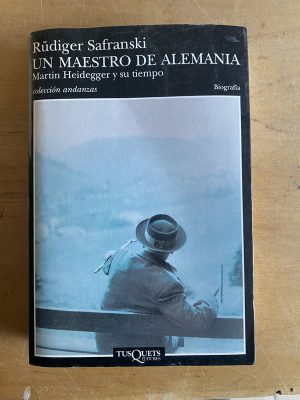 Rüdiger Safranski
UN MAESTRO DE ALEMANIA
Martin Heidegger y su tiempo
colección andanzas
Biografía
TUSQUETS
EDITORES